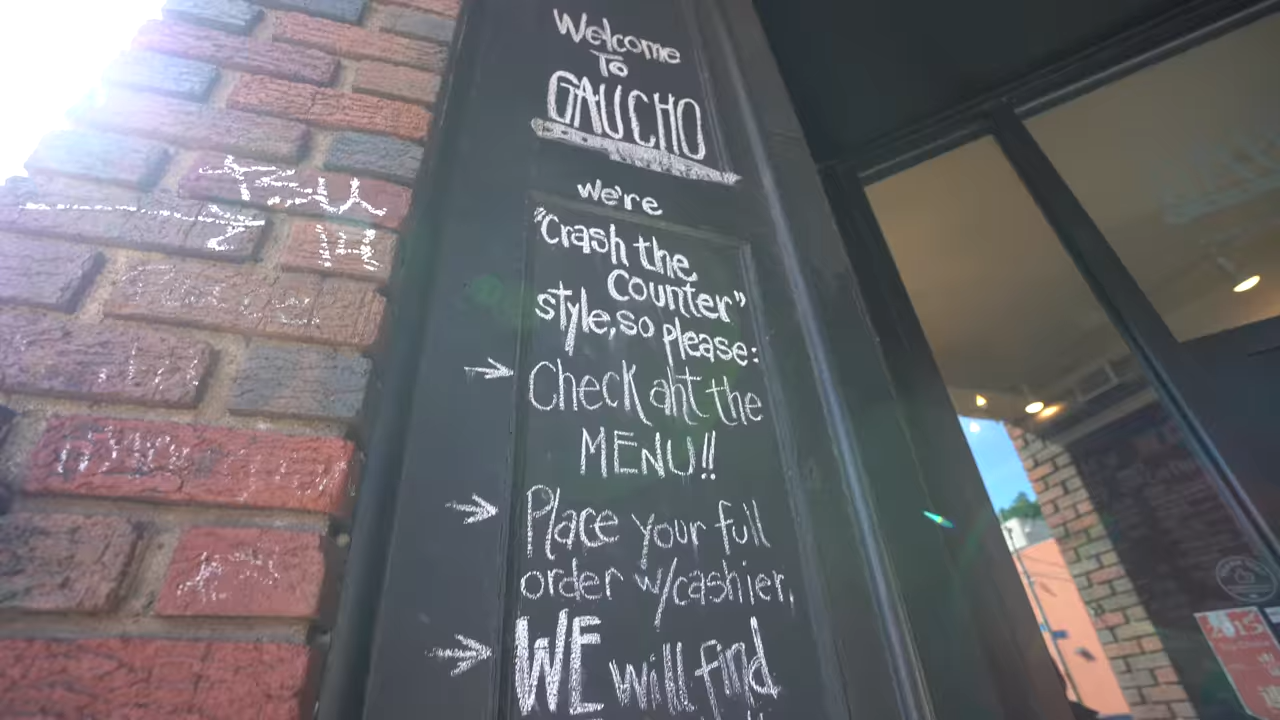 Welcome
To
GAUCHO
we're
"Crash the
Counter"
style, so please:
→ Check aht the
MENU!!
→ Place your full
order w/cashier,
→ WE will find
2015